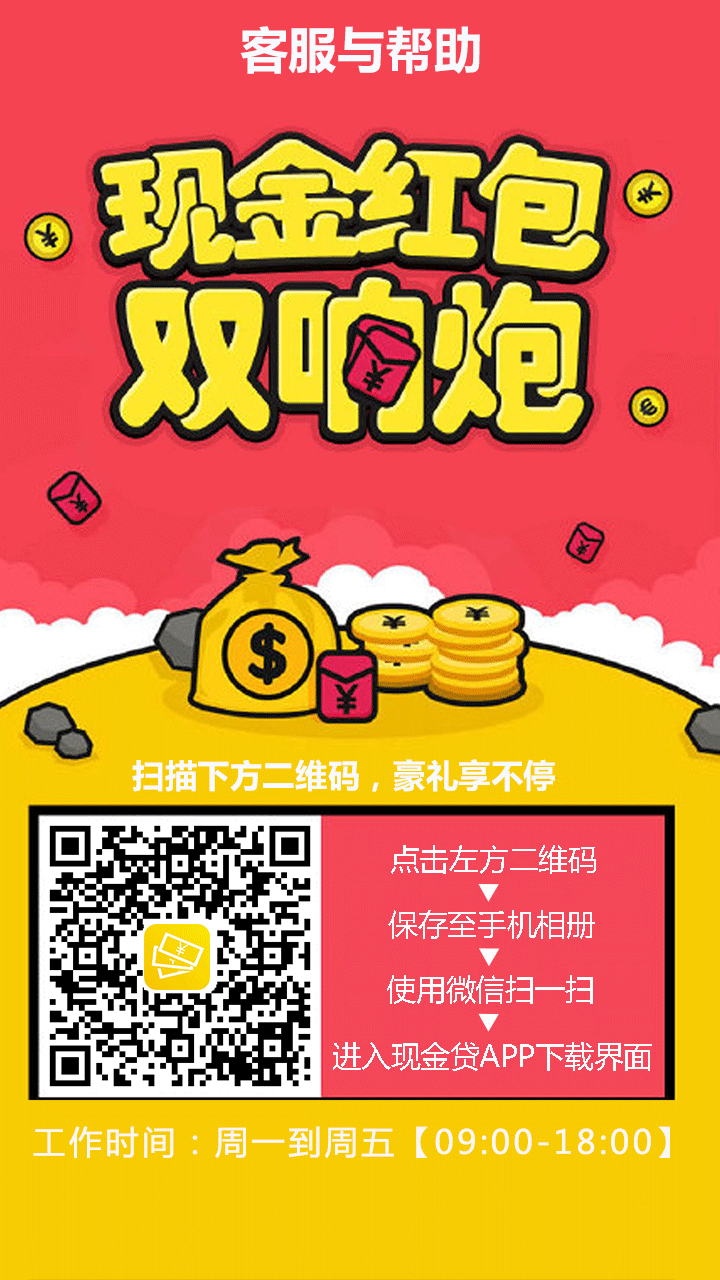 客服与帮助
现金红包
双响炮
扫描下方二维码，豪礼享不停
点击左方二维码
保存至手机相册
使用微信扫一扫
进入现金贷APP下载界面
工作时间：周一到周五【09:00-18:00】